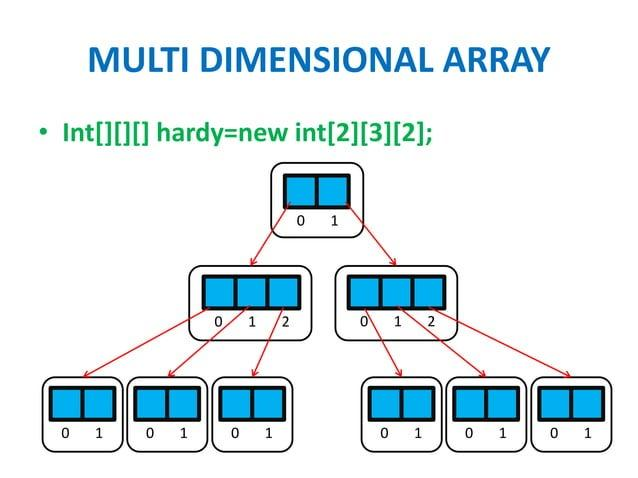 MULTI DIMENSIONAL ARRAY
• Int[][][] hardy=new int[2][3][2];
0 1
0 1 2 0 1 2
0 1 0 1 0 1 0 1 0 1 0 1